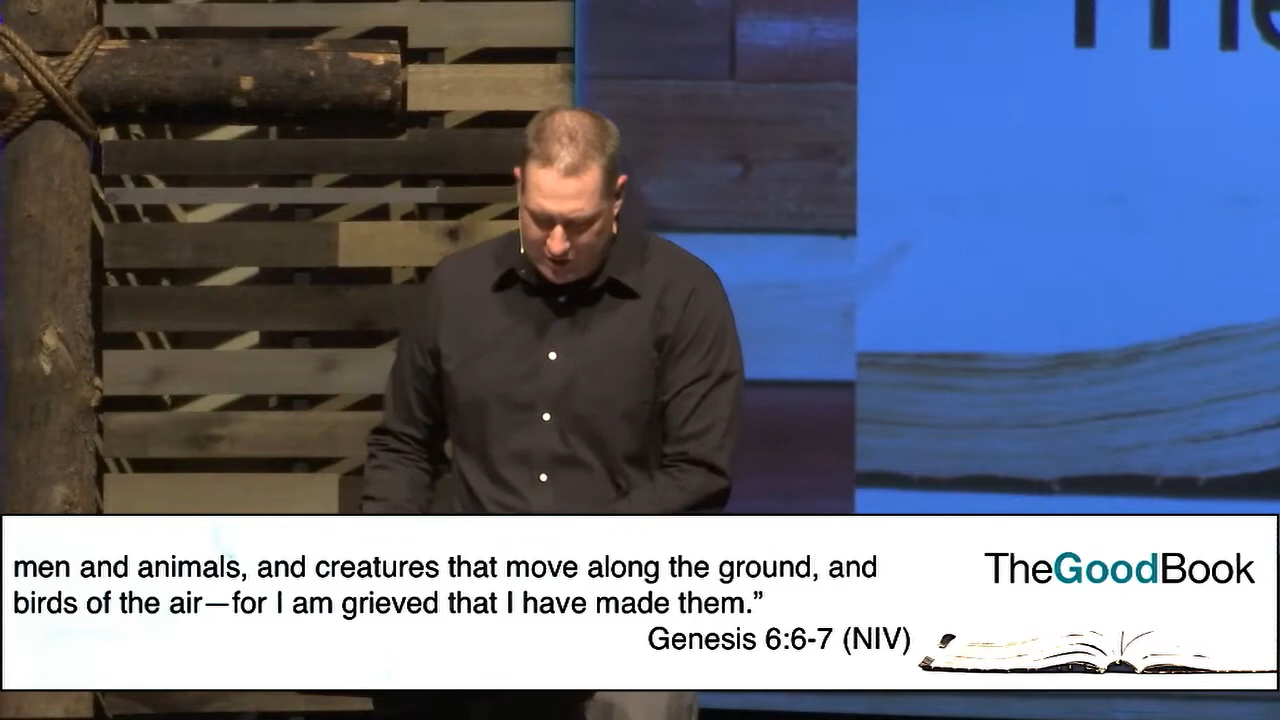 men and animals, and creatures that move along the ground, and
birds of the air—for I am grieved that I have made them.”
Genesis 6:6-7 (NIV)
TheGoodBook